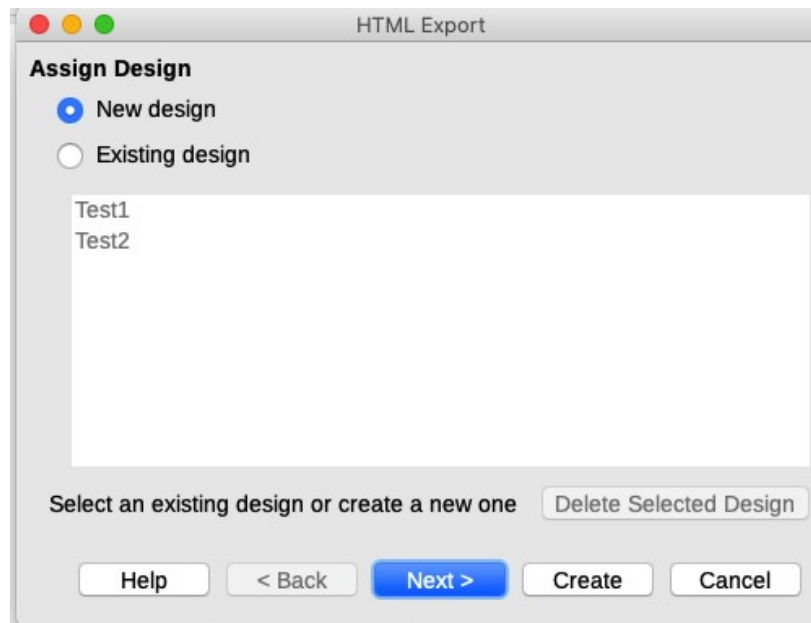 HTML Export
Assign Design
New design
Existing design
Test1
Test2
Select an existing design or create a new one Delete Selected Design
Help < Back Next > Create Cancel